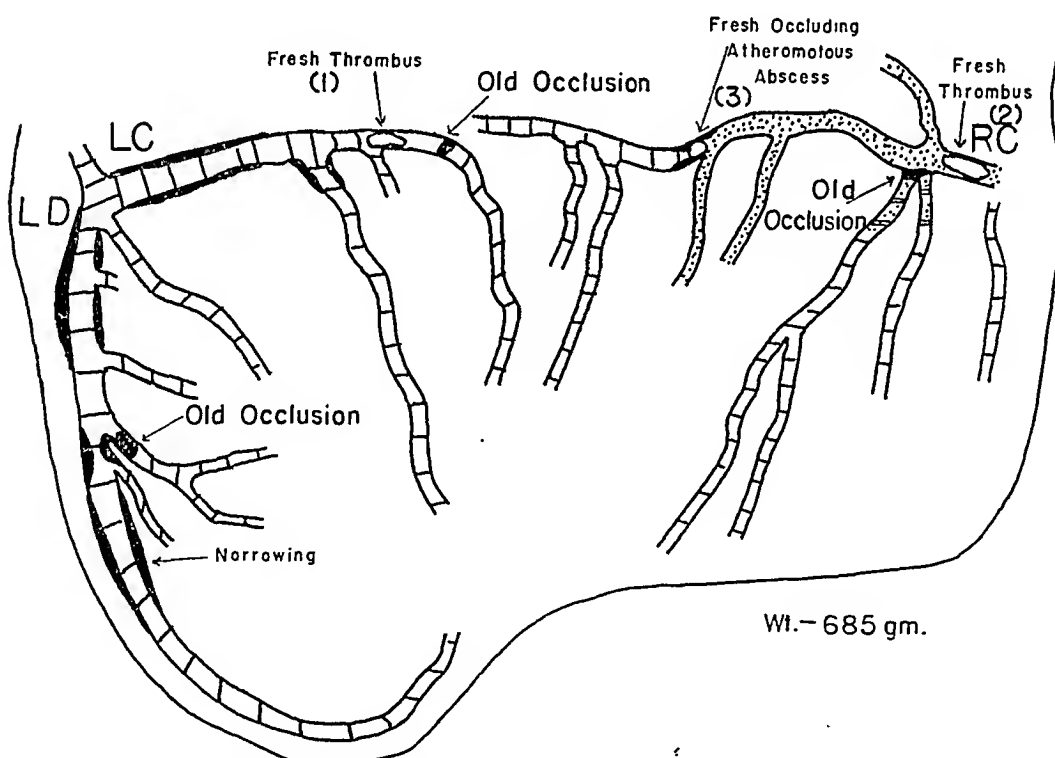 Fresh Thrombus
(1)
Old Occlusion
Fresh Occluding
Atheromotous
Abscess
(3)
Fresh
Thrombus
(2)
RC
LC
LD
Old
Occlusion
Old Occlusion
Norrowing
Wt.-685 gm.